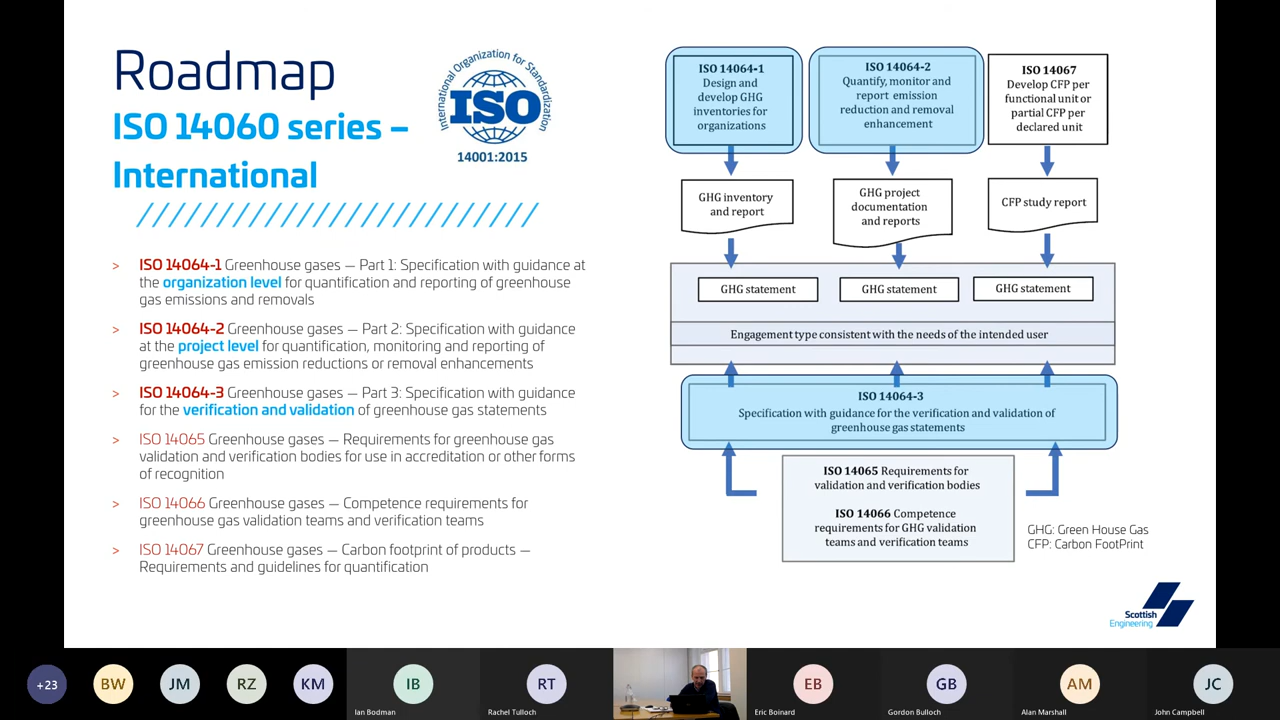 Roadmap
ISO 14060 series –
International
International Organization for Standardization
ISO
14001:2015
> ISO 14064-1 Greenhouse gases — Part 1: Specification with guidance at
the organization level for quantification and reporting of greenhouse
gas emissions and removals
> ISO 14064-2 Greenhouse gases — Part 2: Specification with guidance
at the project level for quantification, monitoring and reporting of
greenhouse gas emission reductions or removal enhancements
> ISO 14064-3 Greenhouse gases — Part 3: Specification with guidance
for the verification and validation of greenhouse gas statements
> ISO 14065 Greenhouse gases — Requirements for greenhouse gas
validation and verification bodies for use in accreditation or other forms
of recognition
> ISO 14066 Greenhouse gases — Competence requirements for
greenhouse gas validation teams and verification teams
> ISO 14067 Greenhouse gases — Carbon footprint of products —
Requirements and guidelines for quantification
ISO 14064-1
Design and
develop GHG
inventories for
organizations
ISO 14064-2
Quantify, monitor and
report emission
reduction and removal
enhancement
ISO 14067
Develop CFP per
functional unit or
partial CFP per
declared unit
GHG inventory
and report
GHG project
documentation
and reports
CFP study report
GHG statement
GHG statement
GHG statement
Engagement type consistent with the needs of the intended user
ISO 14064-3
Specification with guidance for the verification and validation of
greenhouse gas statements
ISO 14065 Requirements for
validation and verification bodies
ISO 14066 Competence
requirements for GHG validation
teams and verification teams
GHG: Green House Gas
CFP: Carbon FootPrint
Scottish
Engineering
+23
BW
JM
RZ
KM
IB
Ian Bodman
RT
Rachel Tulloch
EB
Eric Boinard
GB
Gordon Bulloch
AM
Alan Marshall
JC
John Campbell